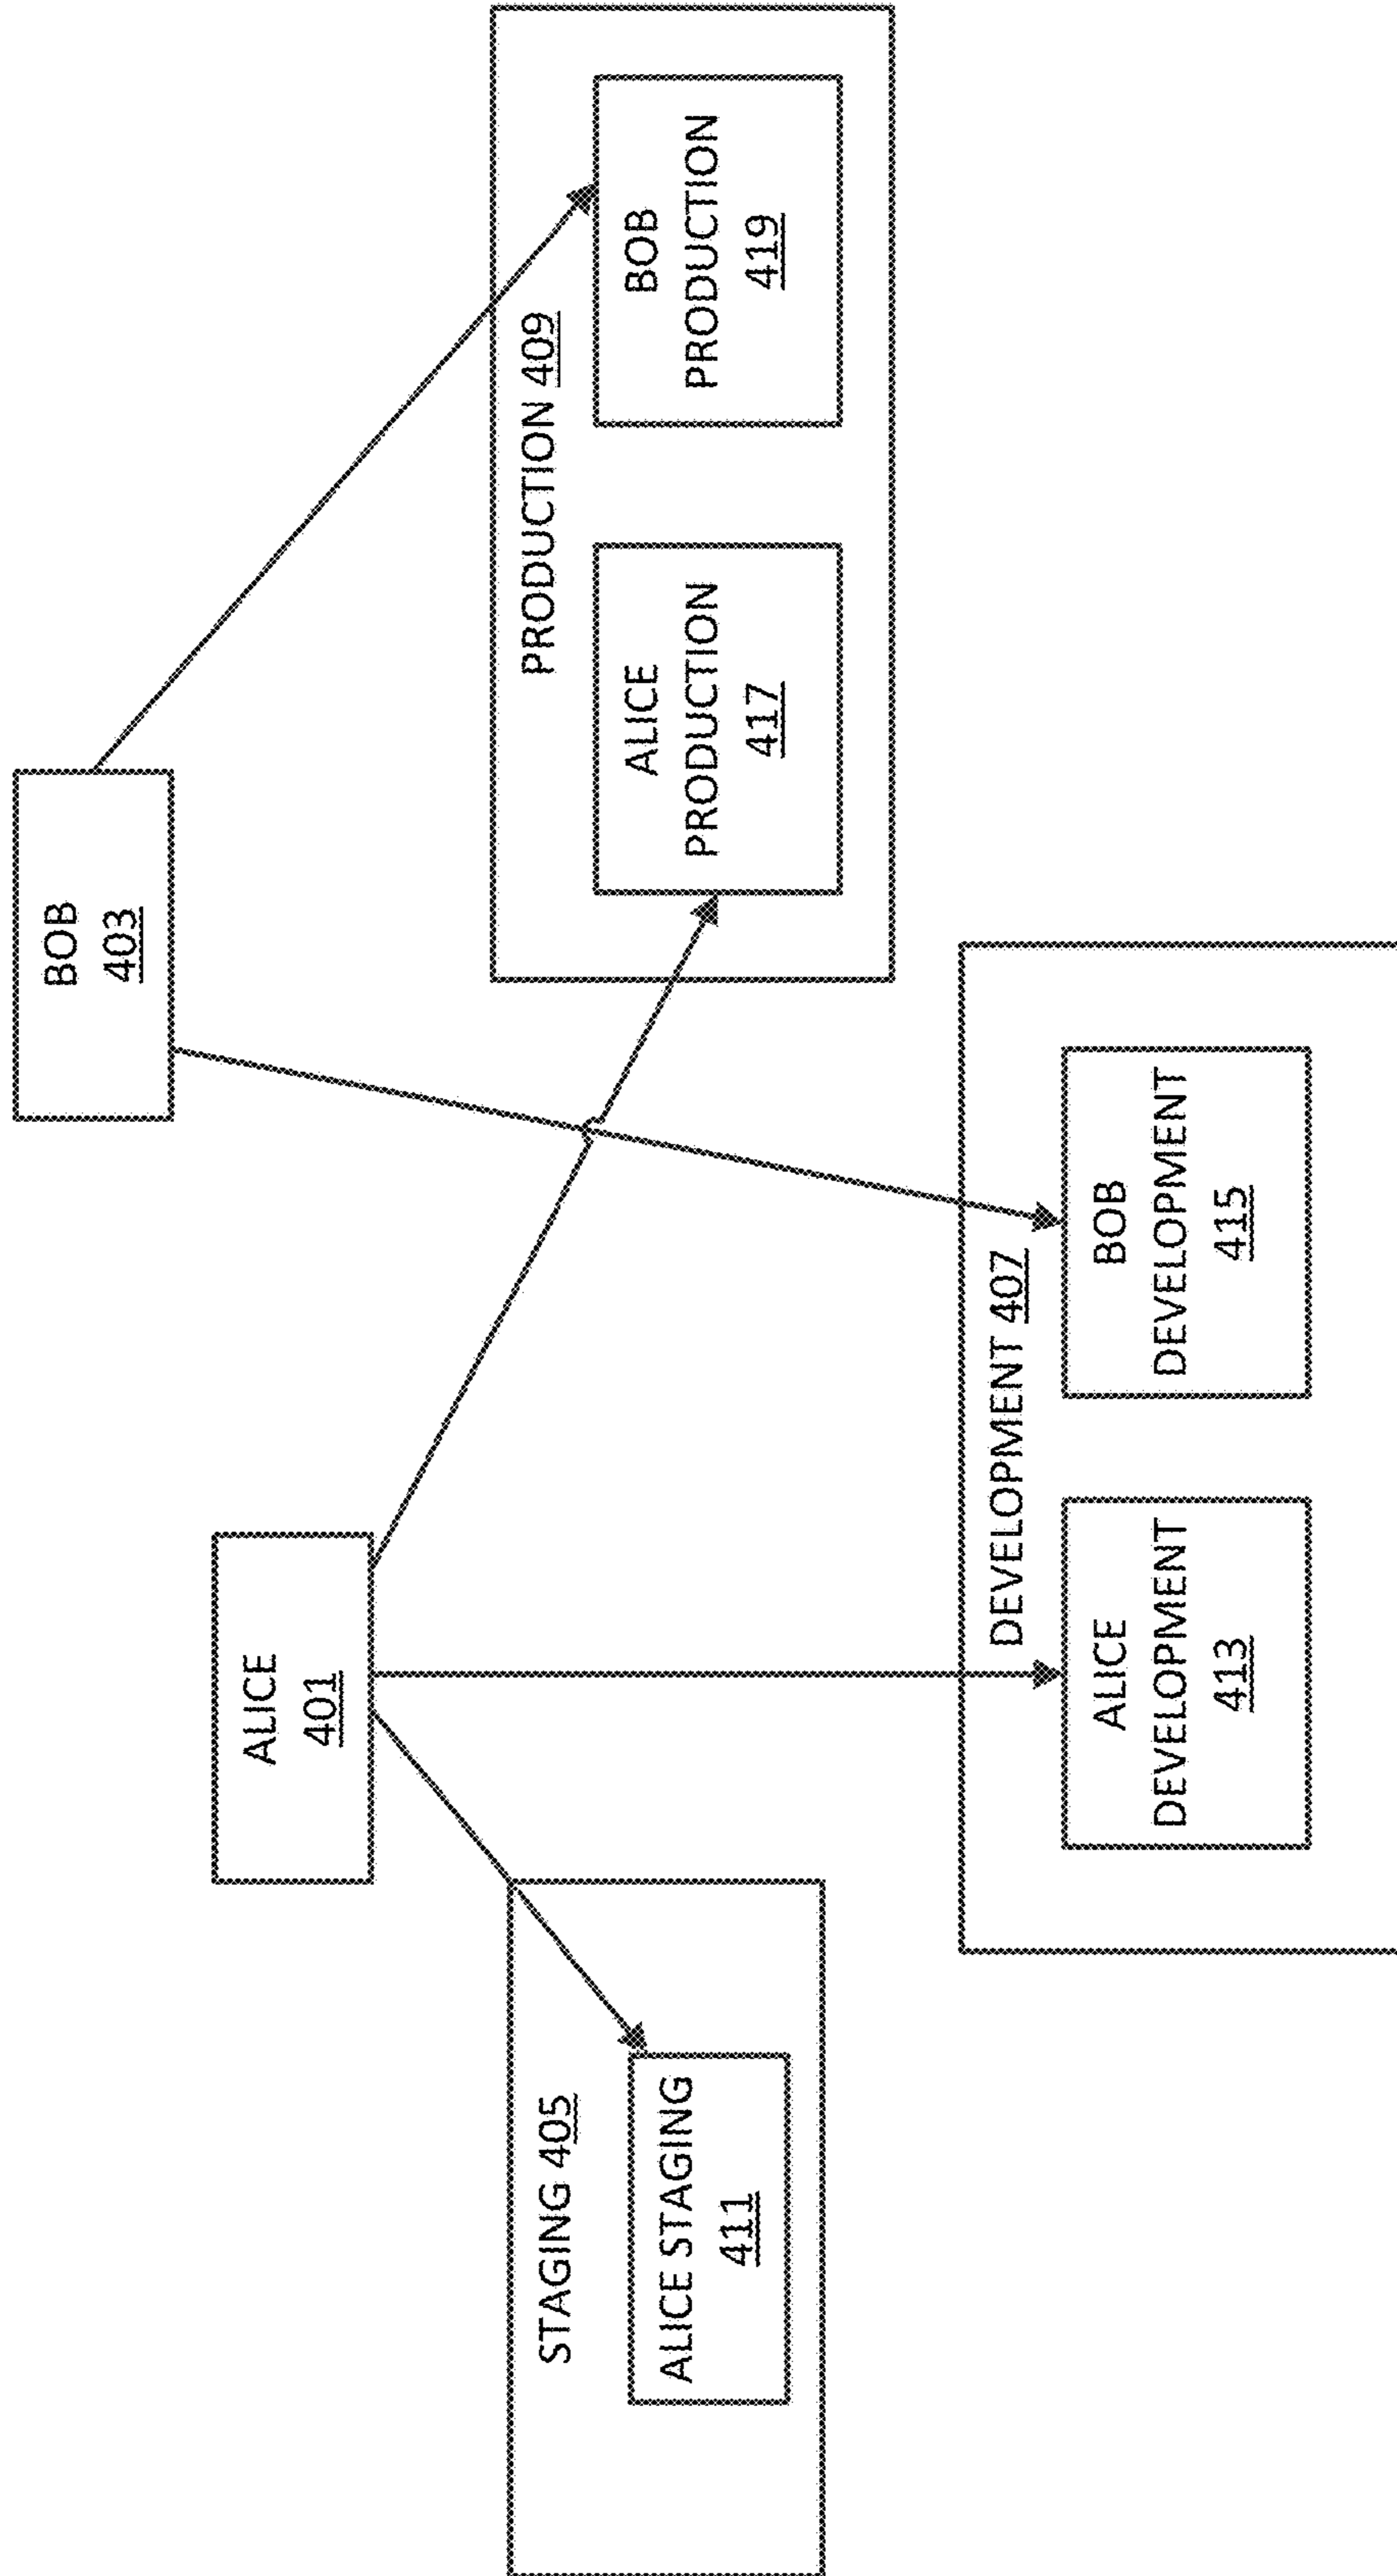 BOB
403
ALICE
401
STAGING 405
ALICE STAGING
411
PRODUCTION 409
ALICE
PRODUCTION
417
BOB
PRODUCTION
419
DEVELOPMENT 407
ALICE
DEVELOPMENT
413
BOB
DEVELOPMENT
415